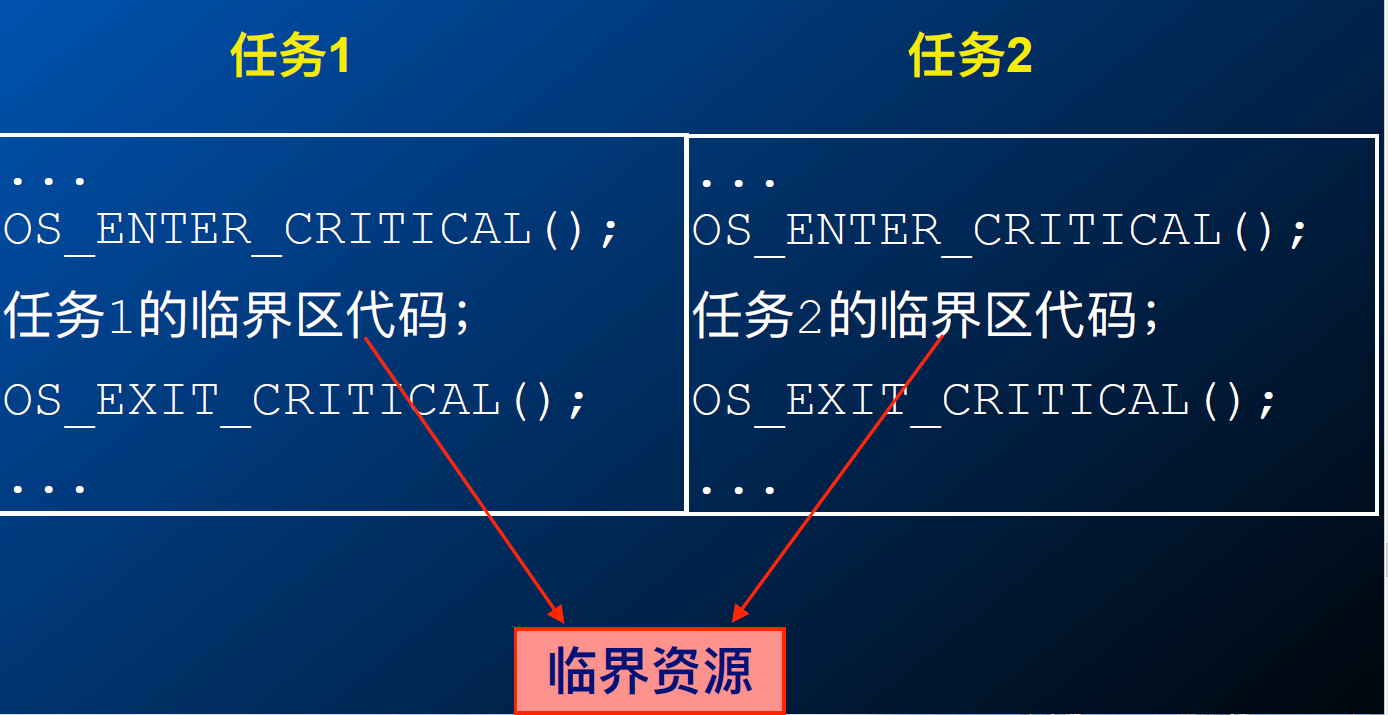 任务1
任务2
...
OS_ENTER_CRITICAL();
任务1的临界区代码;
OS_EXIT_CRITICAL();
...
...
OS_ENTER_CRITICAL();
任务2的临界区代码;
OS_EXIT_CRITICAL();
...
临界资源